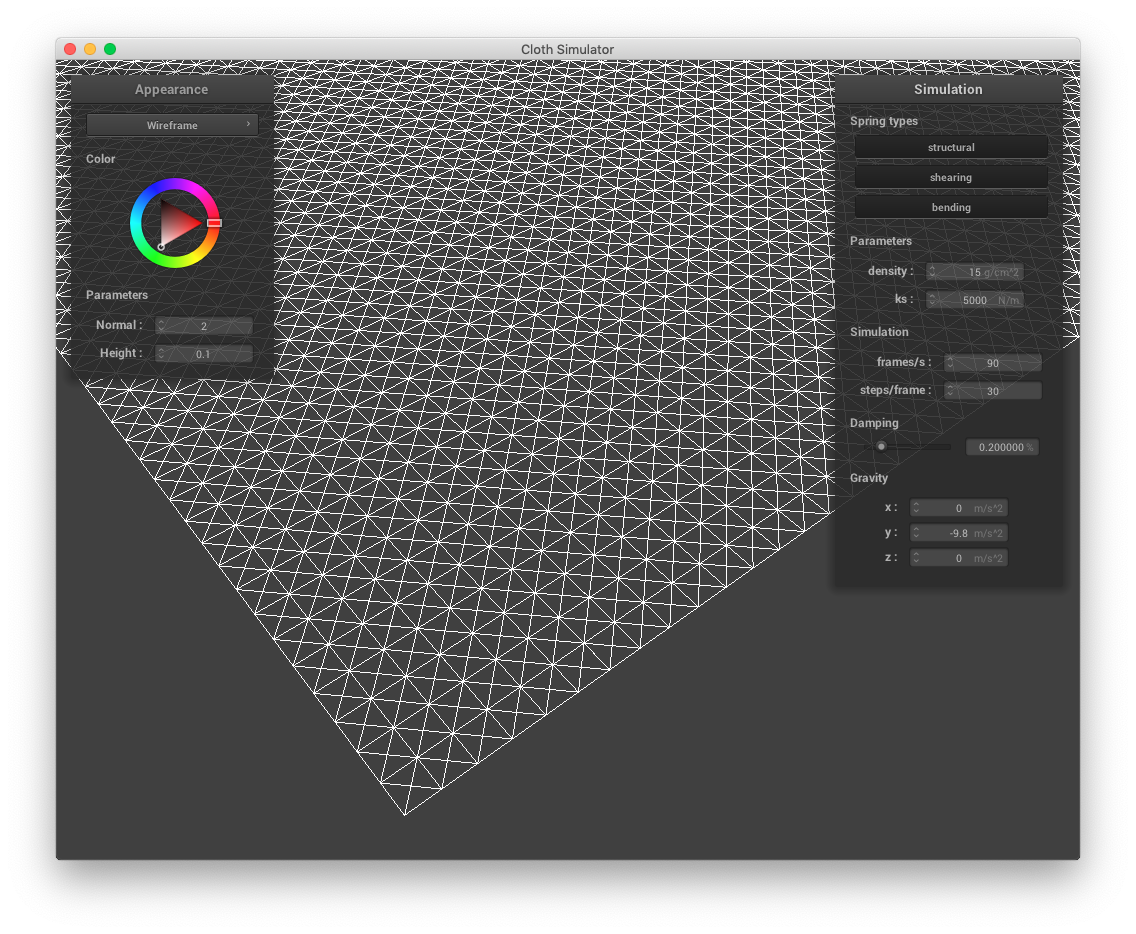 Cloth Simulator
Appearance
Wireframe ›
Color
Parameters
Normal : 2
Height : 0.1
Simulation
Spring types
structural
shearing
bending
Parameters
density : 15 g/cm^2
ks : 5000 N/m
Simulation
frames/s : 90
steps/frame : 30
Damping
0.200000 %
Gravity
x : 0 m/s^2
y : -9.8 m/s^2
z : 0 m/s^2